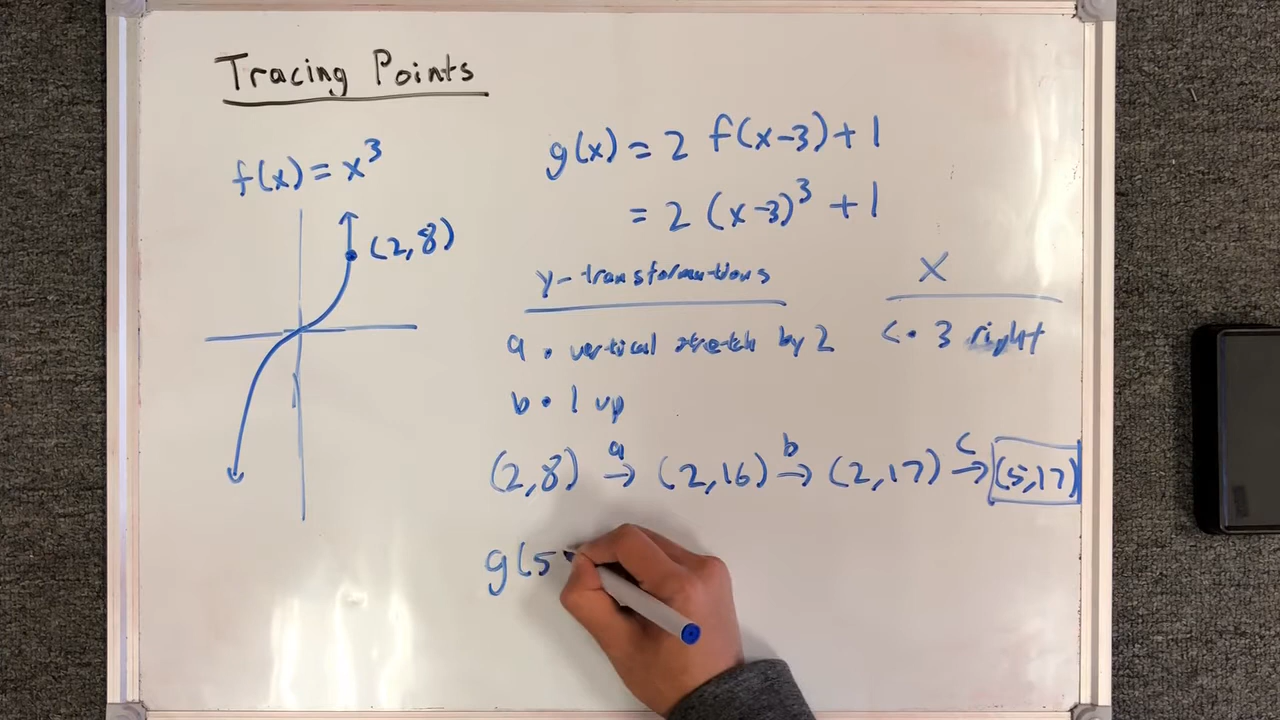 Tracing Points
f(x) = x³
(2,8)
g(x) = 2 f(x-3) + 1
= 2 (x-3)³ + 1
y-transformations
a • vertical stretch by 2
b • 1 up
X
c • 3 right
(2,8) a→ (2,16) b→ (2,17) c→ (5,17)
g(5